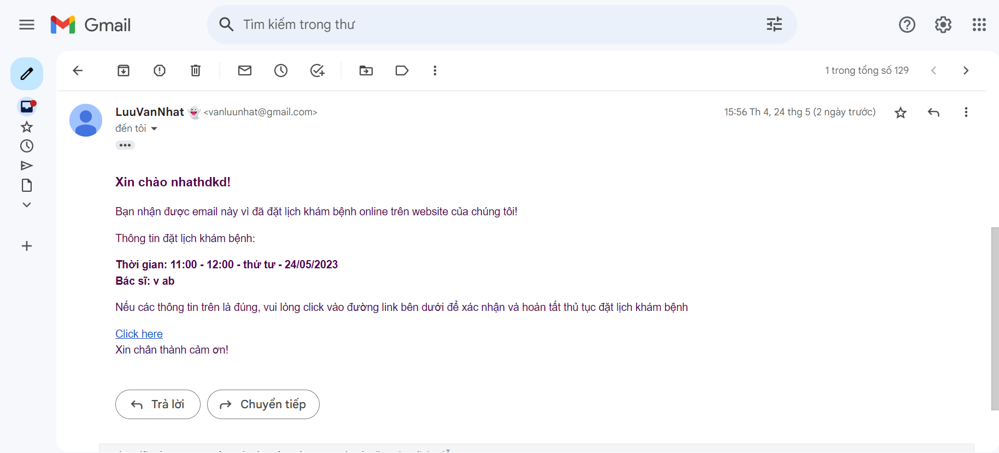 Gmail
Tìm kiếm trong thư
1 trong tổng số 129
LuuVanNhat 👻 <vanluunhat@gmail.com>
15:56 Th 4, 24 thg 5 (2 ngày trước)
đến tôi
Xin chào nhathdkd!
Bạn nhận được email này vì đã đặt lịch khám bệnh online trên website của chúng tôi!
Thông tin đặt lịch khám bệnh:
Thời gian: 11:00 - 12:00 - thứ tư - 24/05/2023
Bác sĩ: v ab
Nếu các thông tin trên là đúng, vui lòng click vào đường link bên dưới để xác nhận và hoàn tất thủ tục đặt lịch khám bệnh
Click here
Xin chân thành cảm ơn!
Trả lời
Chuyển tiếp